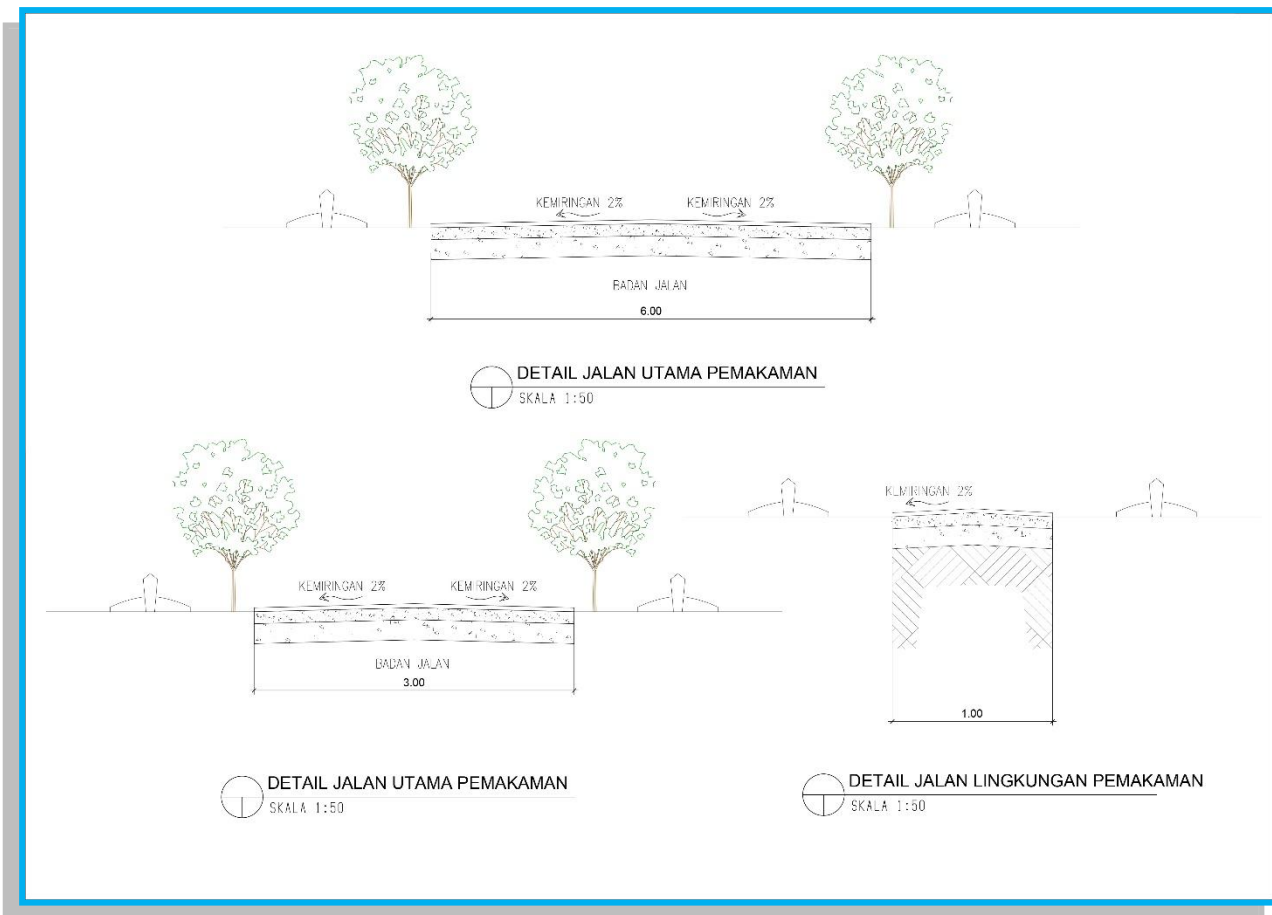 KEMIRINGAN 2%
KEMIRINGAN 2%
BADAN JALAN
6.00
DETAIL JALAN UTAMA PEMAKAMAN
SKALA 1:50
KEMIRINGAN 2%
KEMIRINGAN 2%
BADAN JALAN
3.00
DETAIL JALAN UTAMA PEMAKAMAN
SKALA 1:50
KEMIRINGAN 2%
1.00
DETAIL JALAN LINGKUNGAN PEMAKAMAN
SKALA 1:50